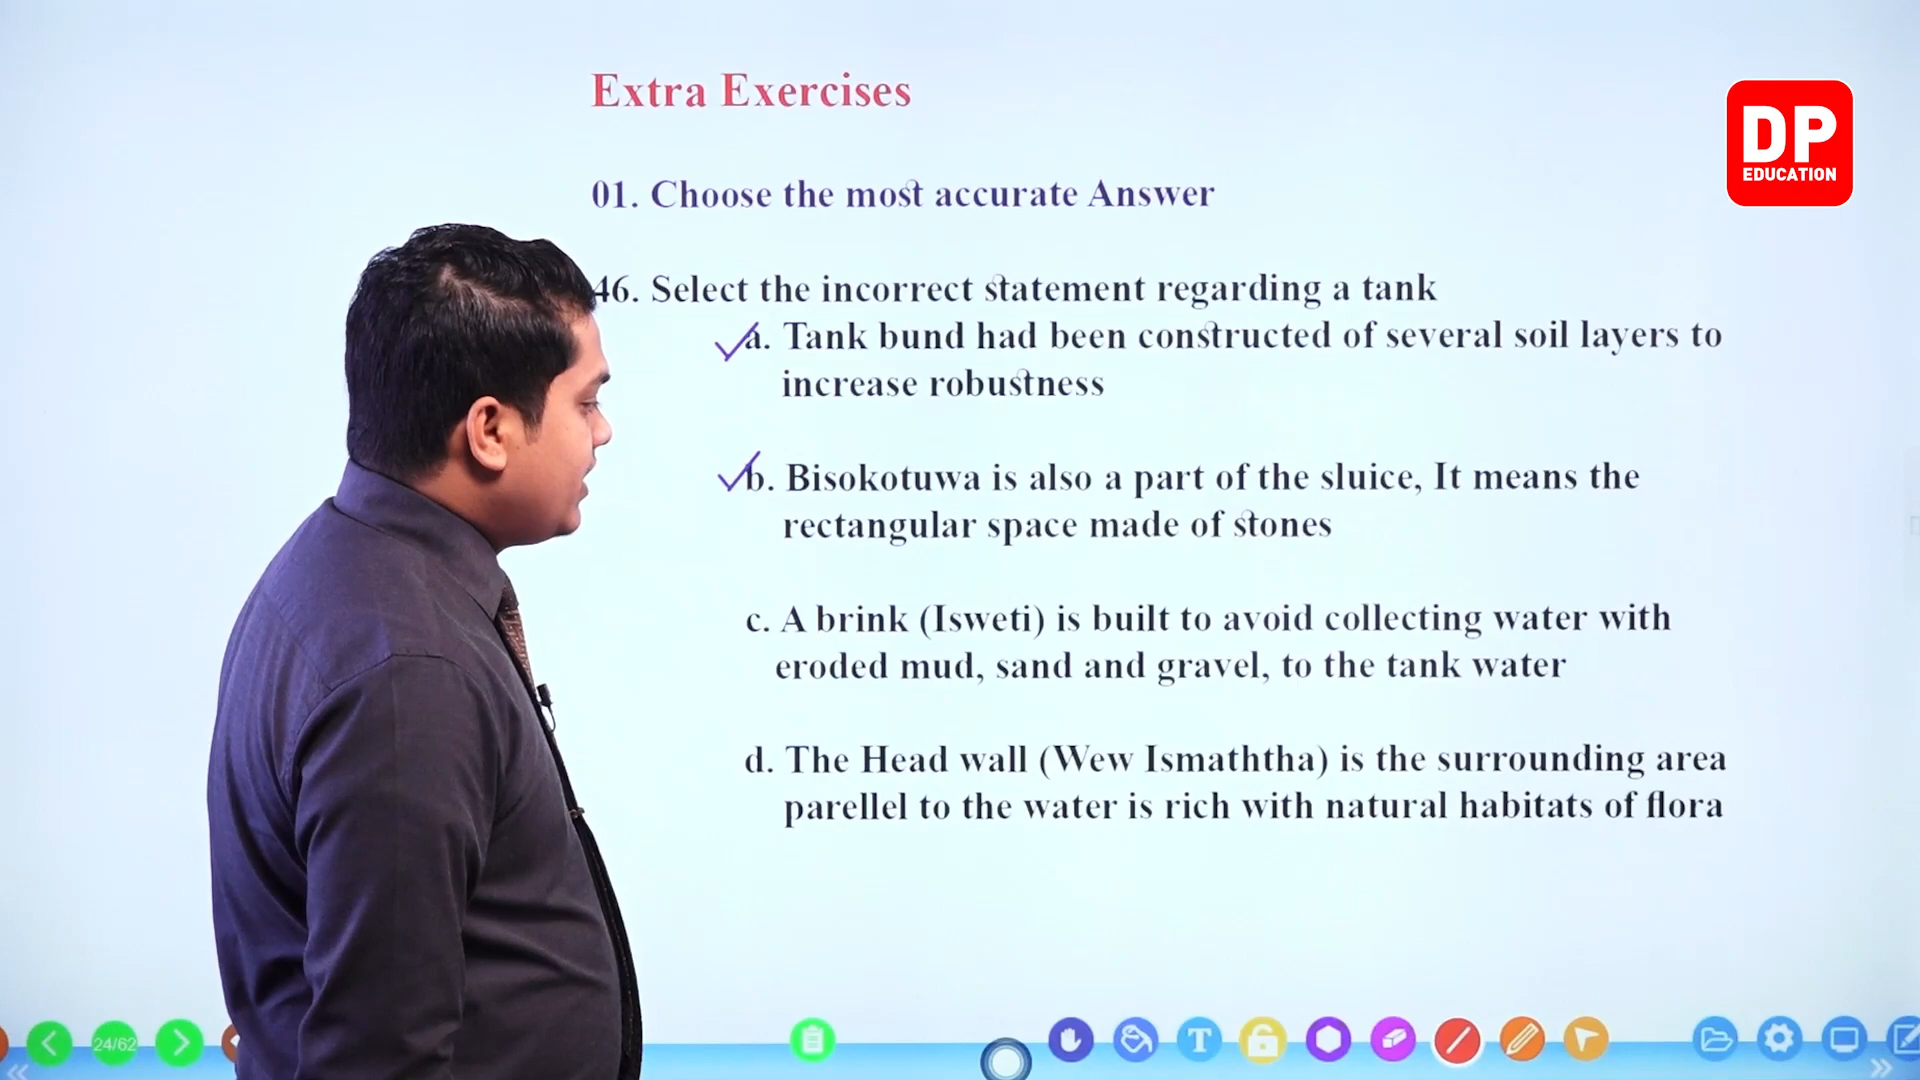 Extra Exercises
DP
EDUCATION
01. Choose the most accurate Answer
46. Select the incorrect statement regarding a tank
a. Tank bund had been constructed of several soil layers to
increase robustness
b. Bisokotuwa is also a part of the sluice, It means the
rectangular space made of stones
c. A brink (Isweti) is built to avoid collecting water with
eroded mud, sand and gravel, to the tank water
d. The Head wall (Wew Ismaththa) is the surrounding area
parellel to the water is rich with natural habitats of flora
24/62
T